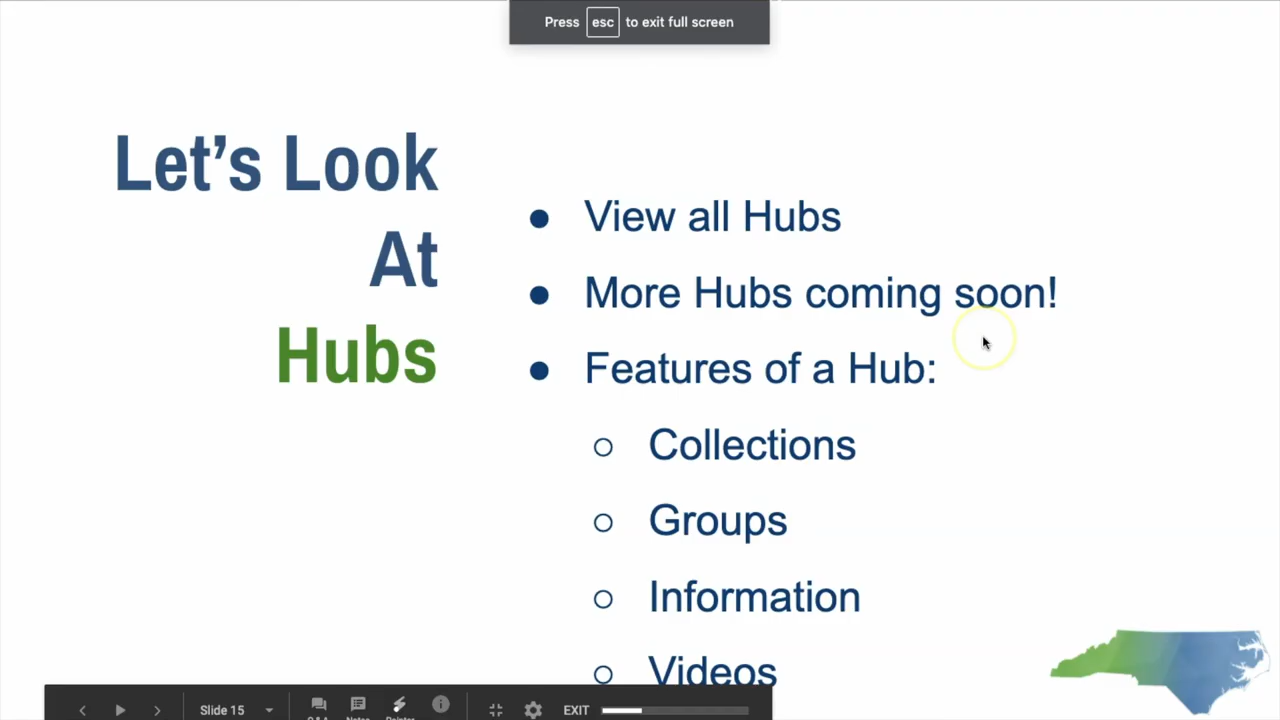 Press esc to exit full screen
Let's Look
At
Hubs
● View all Hubs
● More Hubs coming soon!
● Features of a Hub:
○ Collections
○ Groups
○ Information
○ Videos
Slide 15
EXIT